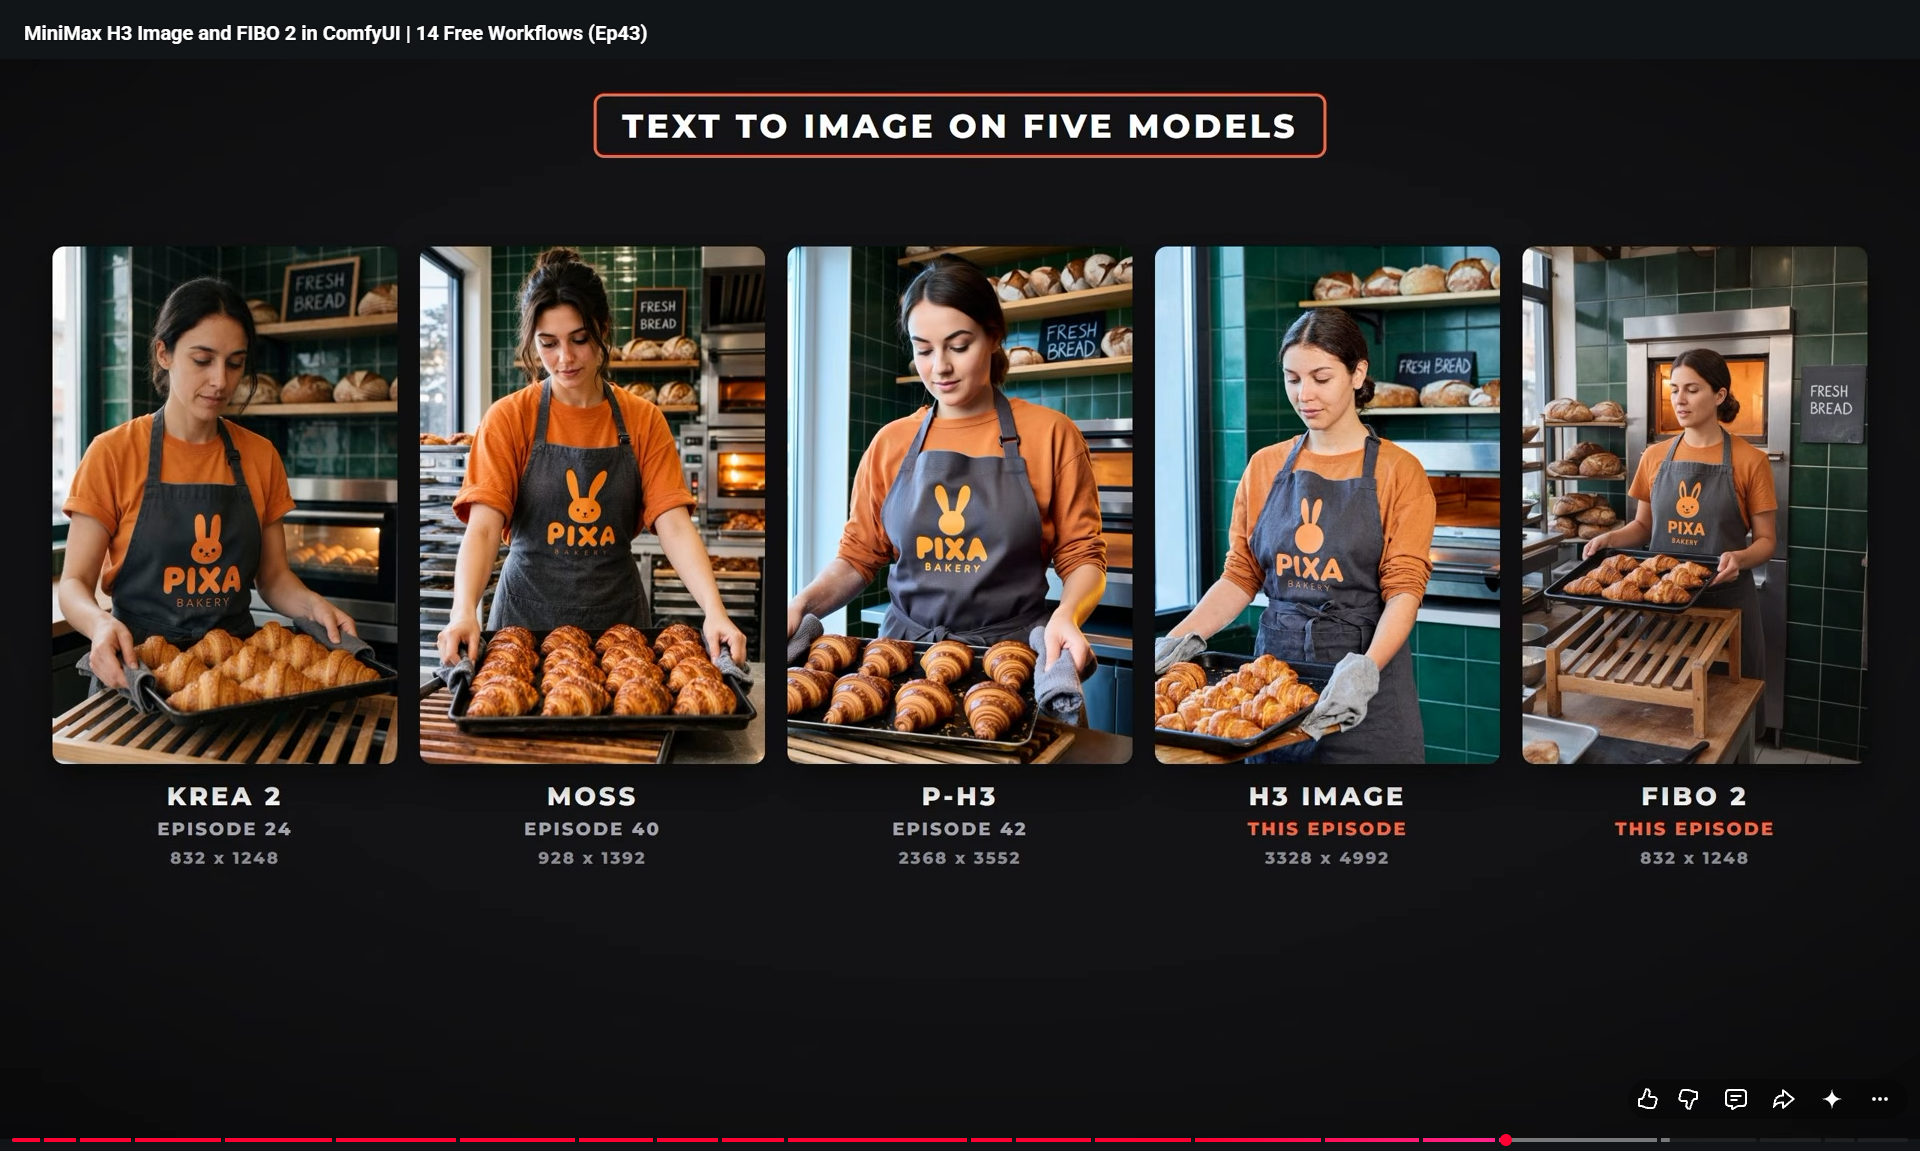 MiniMax H3 Image and FIBO 2 in ComfyUI | 14 Free Workflows (Ep43)
TEXT TO IMAGE ON FIVE MODELS
FRESH
BREAD
PIXA
BAKERY
FRESH
BREAD
PIXA
BAKERY
FRESH
BREAD
PIXA
BAKERY
FRESH BREAD
PIXA
BAKERY
FRESH
BREAD
PIXA
BAKERY
KREA 2
EPISODE 24
832 x 1248
MOSS
EPISODE 40
928 x 1392
P-H3
EPISODE 42
2368 x 3552
H3 IMAGE
THIS EPISODE
3328 x 4992
FIBO 2
THIS EPISODE
832 x 1248